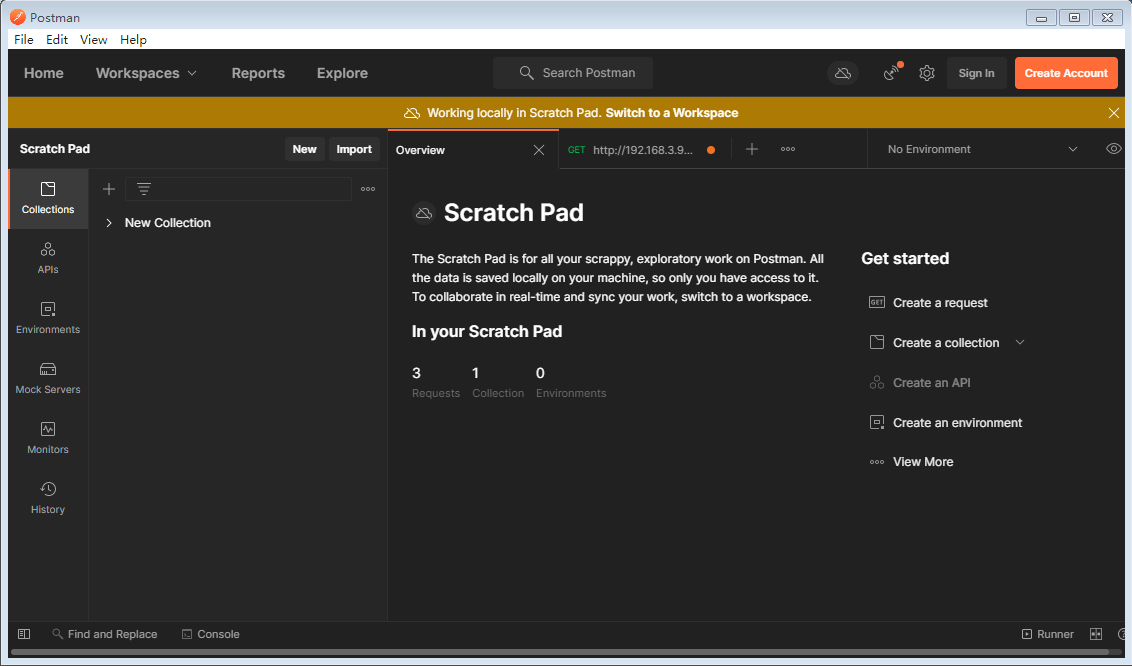 Postman
File Edit View Help
Home Workspaces Reports Explore Search Postman Sign In Create Account
Working locally in Scratch Pad. Switch to a Workspace
Scratch Pad New Import Overview GET http://192.168.3.9... No Environment
Collections
New Collection
APIs
Environments
Mock Servers
Monitors
History
Scratch Pad
The Scratch Pad is for all your scrappy, exploratory work on Postman. All
the data is saved locally on your machine, so only you have access to it.
To collaborate in real-time and sync your work, switch to a workspace.
In your Scratch Pad
3 1 0
Requests Collection Environments
Get started
GET Create a request
Create a collection
Create an API
Create an environment
View More
Find and Replace Console Runner